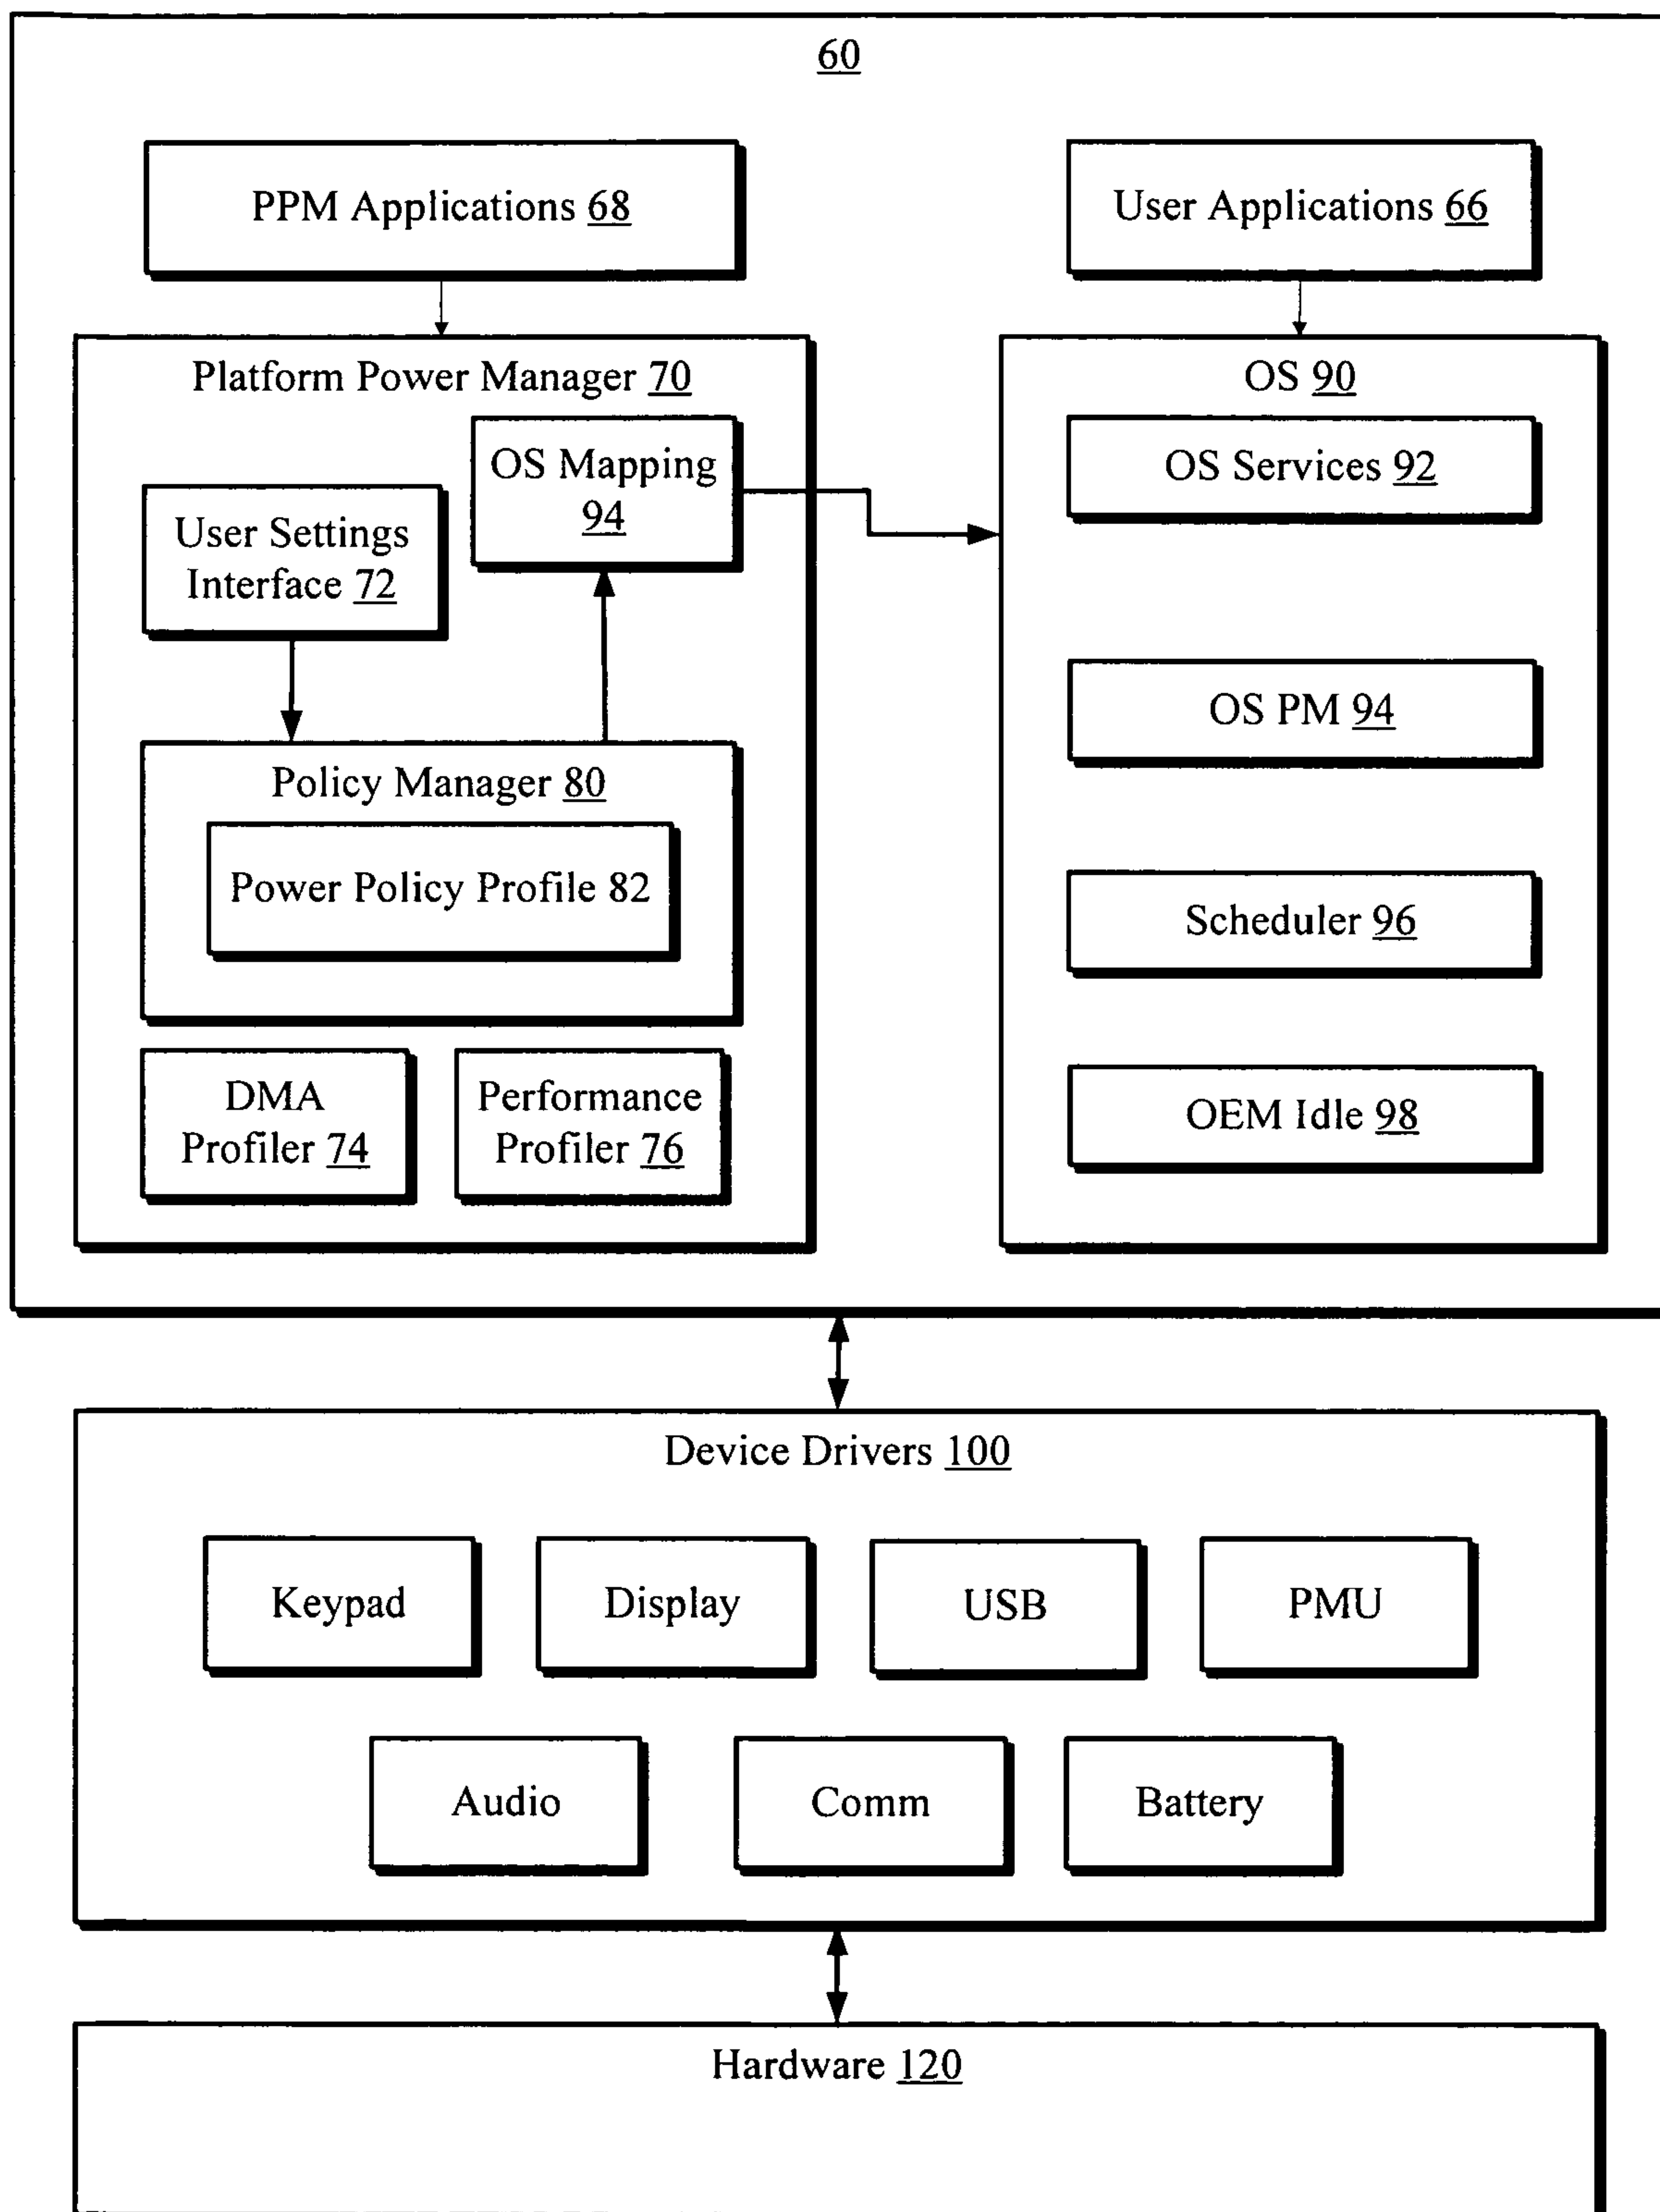 60
PPM Applications 68
User Applications 66
Platform Power Manager 70
OS Mapping
94
User Settings
Interface 72
Policy Manager 80
Power Policy Profile 82
DMA
Profiler 74
Performance
Profiler 76
OS 90
OS Services 92
OS PM 94
Scheduler 96
OEM Idle 98
Device Drivers 100
Keypad
Display
USB
PMU
Audio
Comm
Battery
Hardware 120